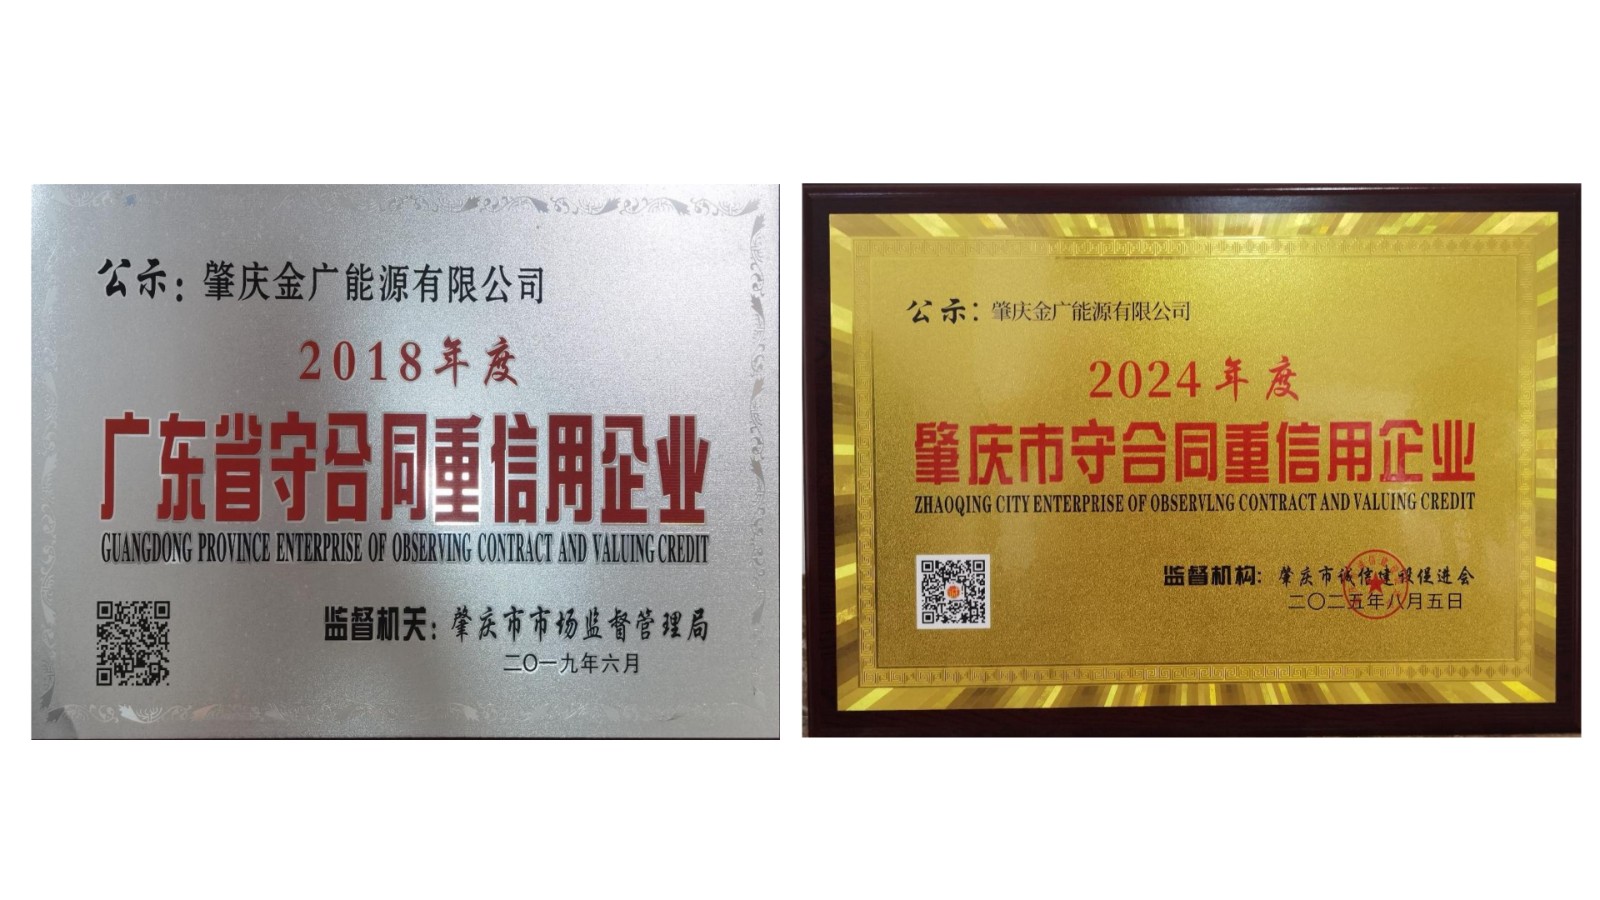 公示：肇庆金广能源有限公司
2018年度
广东省守合同重信用企业
GUANGDONG PROVINCE ENTERPRISE OF OBSERVING CONTRACT AND VALUING CREDIT
监督机关：肇庆市市场监督管理局
二〇一九年六月
公示：肇庆金广能源有限公司
2024年度
肇庆市守合同重信用企业
ZHAOQING CITY ENTERPRISE OF OBSERVLNG CONTRACT AND VALUING CREDIT
监督机构：肇庆市诚信建设促进会
二〇二五年八月五日